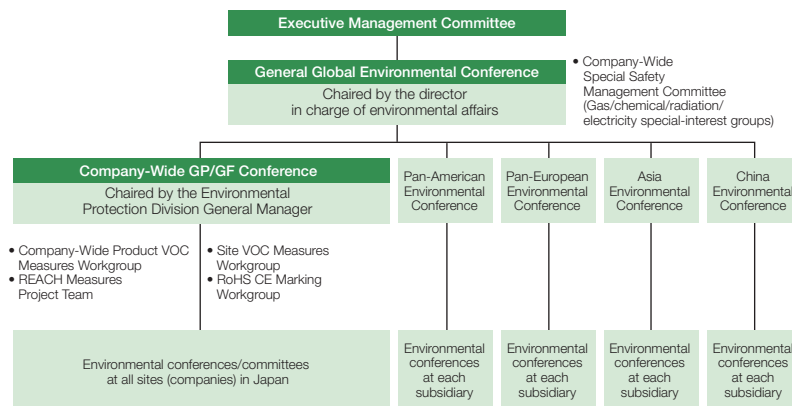 Executive Management Committee
General Global Environmental Conference
Chaired by the director
in charge of environmental affairs
• Company-Wide
Special Safety
Management Committee
(Gas/chemical/radiation/
electricity special-interest groups)
Company-Wide GP/GF Conference
Chaired by the Environmental
Protection Division General Manager
Pan-American
Environmental
Conference
Pan-European
Environmental
Conference
Asia
Environmental
Conference
China
Environmental
Conference
• Company-Wide Product VOC
Measures Workgroup
• REACH Measures
Project Team
• Site VOC Measures
Workgroup
• RoHS CE Marking
Workgroup
Environmental conferences/committees
at all sites (companies) in Japan
Environmental
conferences
at each
subsidiary
Environmental
conferences
at each
subsidiary
Environmental
conferences
at each
subsidiary
Environmental
conferences
at each
subsidiary